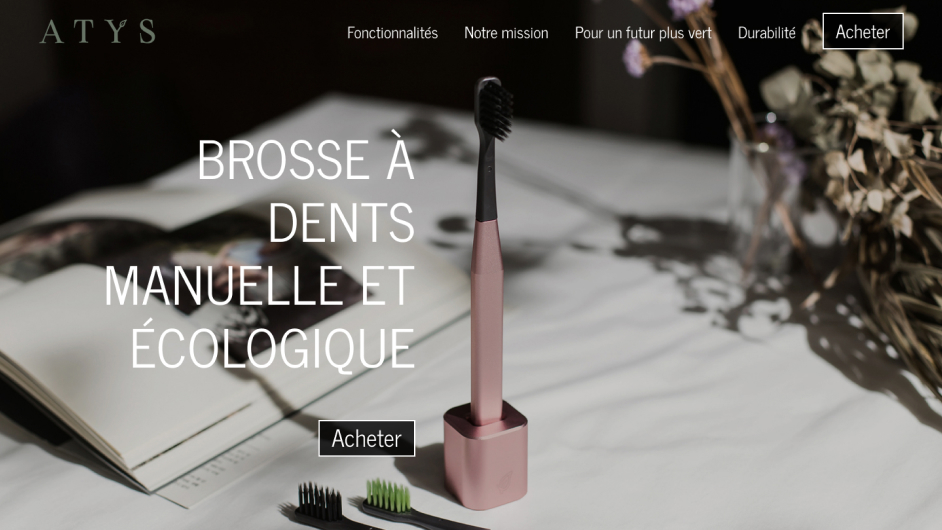 ATYS
Fonctionnalités
Notre mission
Pour un futur plus vert
Durabilité
Acheter
BROSSE À
DENTS
MANUELLE ET
ÉCOLOGIQUE
Acheter